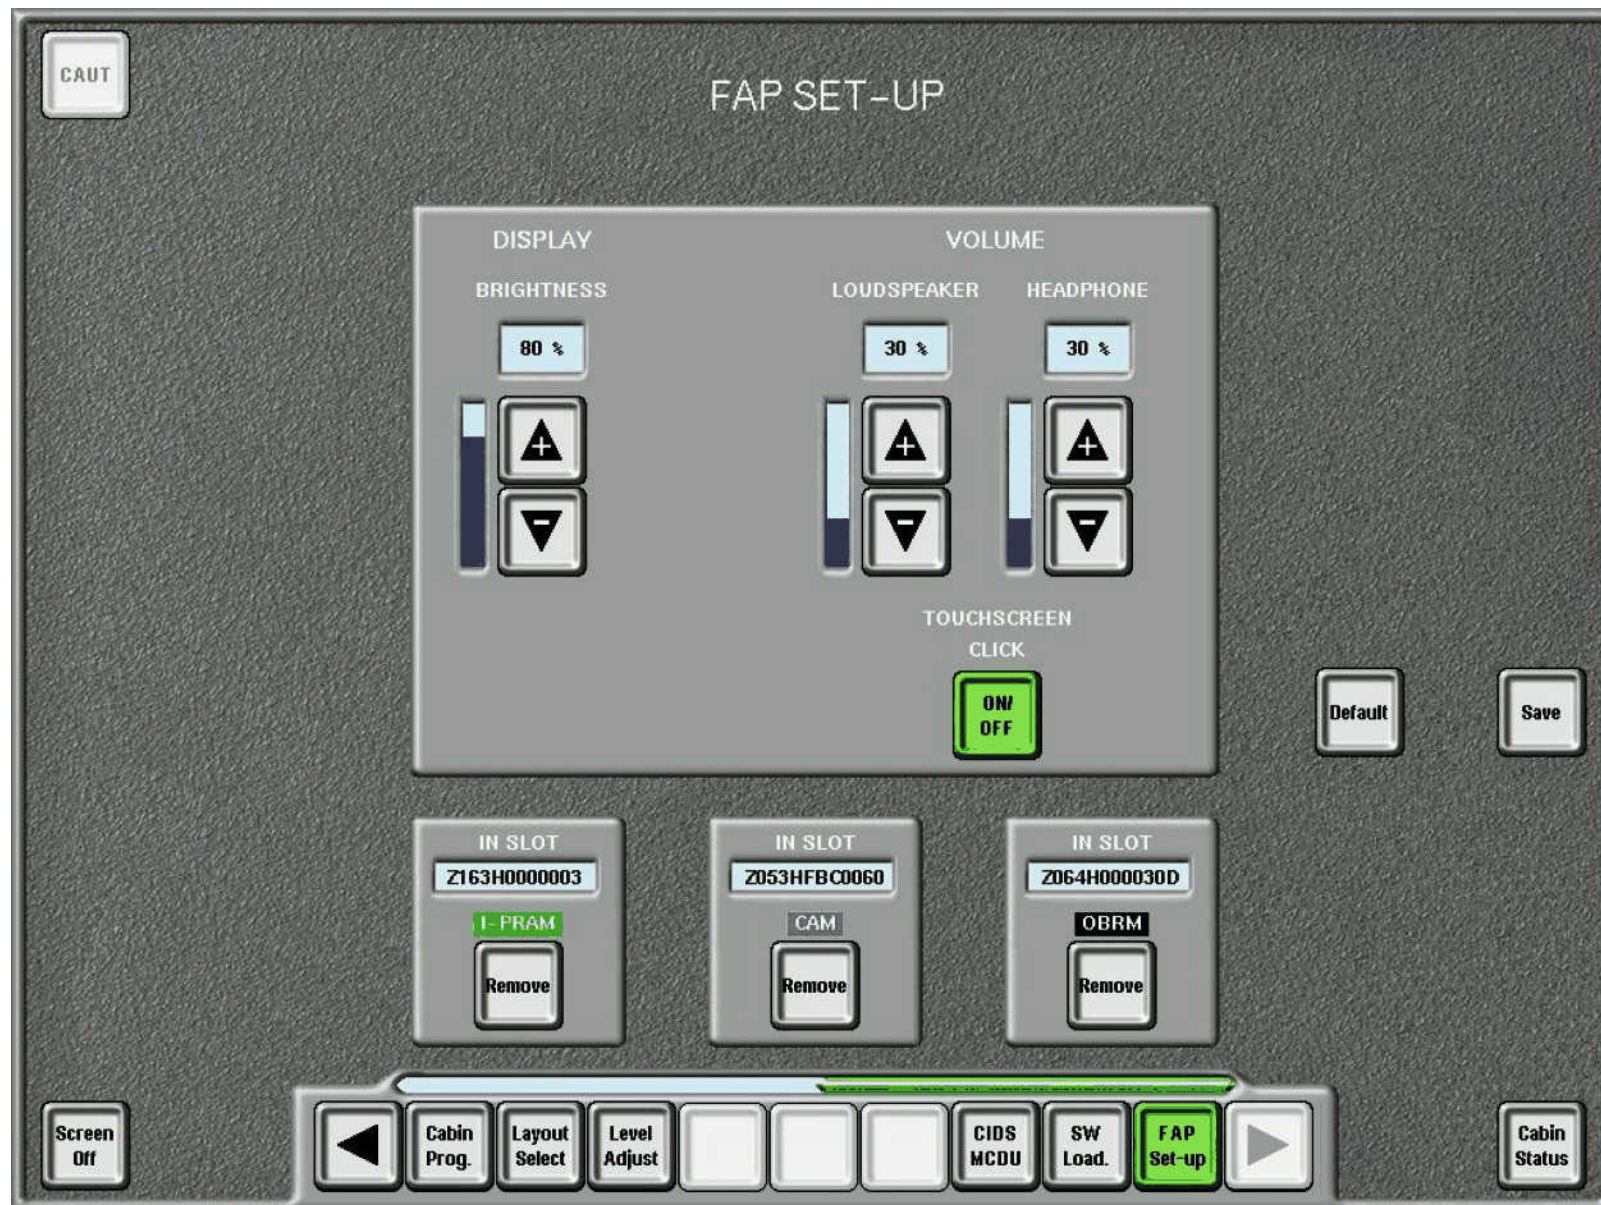 CAUT
FAP SET-UP
DISPLAY
VOLUME
BRIGHTNESS
LOUDSPEAKER
HEADPHONE
80 %
30 %
30 %
+
+
+
-
-
-
TOUCHSCREEN
CLICK
ON/
OFF
Default
Save
IN SLOT
Z163H0000003
I-PRAM
Remove
IN SLOT
Z053HFBC0060
CAM
Remove
IN SLOT
Z064H000030D
OBRM
Remove
Screen
Off
Cabin
Prog.
Layout
Select
Level
Adjust
CIDS
MCDU
SW
Load.
FAP
Set-up
Cabin
Status